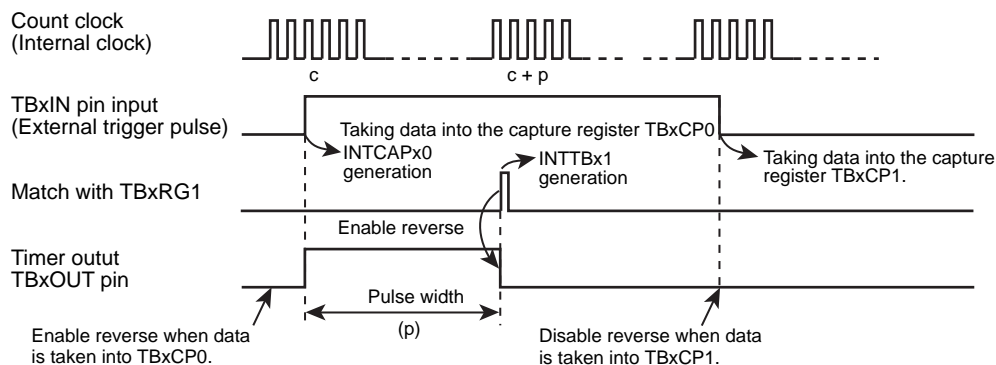 Count clock
(Internal clock)
c
c + p
TBxIN pin input
(External trigger pulse)
Taking data into the capture register TBxCP0
INTCAPx0
generation
INTTBx1
generation
Taking data into the capture
register TBxCP1.
Match with TBxRG1
Enable reverse
Timer outut
TBxOUT pin
Pulse width
(p)
Enable reverse when data
is taken into TBxCP0.
Disable reverse when data
is taken into TBxCP1.